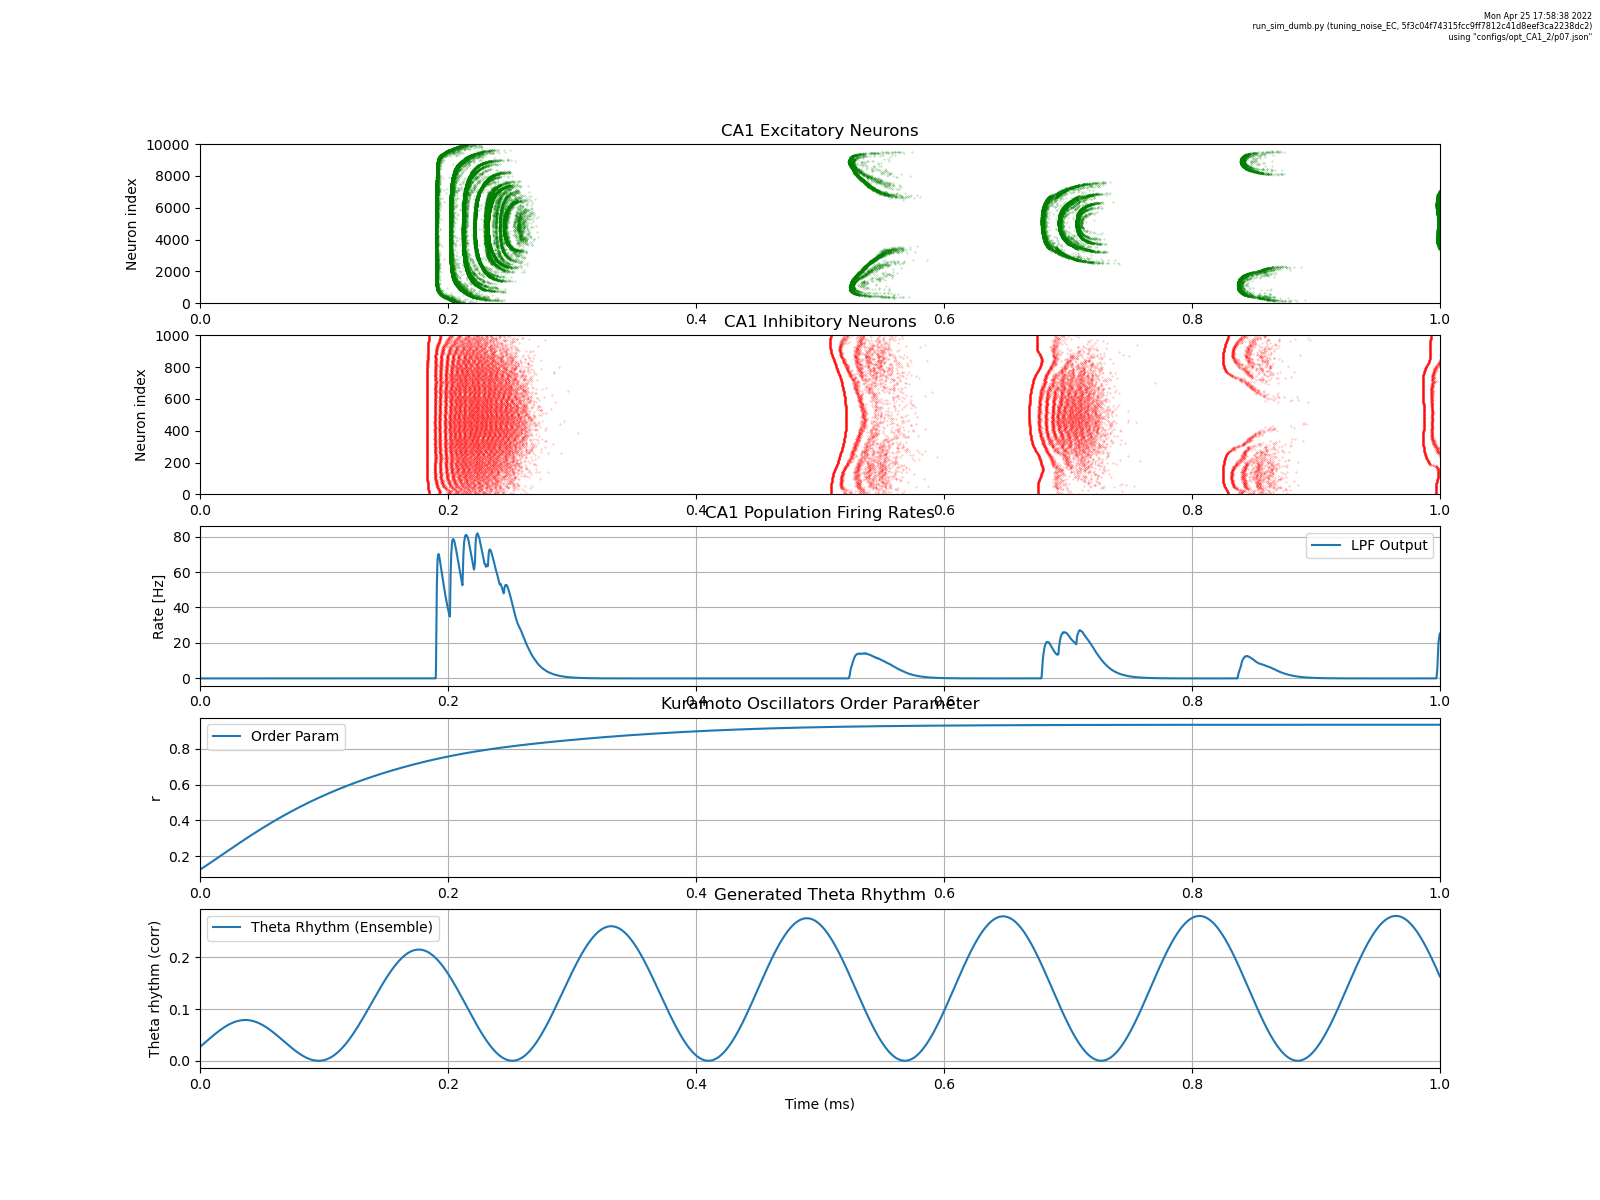 Mon Apr 25 17:58:38 2022
run_sim_dumb.py (tuning_noise_EC, 5f3c04f74315fcc9ff7812c41d8eef3ca2238dc2)
using "configs/opt_CA1_2/p07.json"
CA1 Excitatory Neurons
Neuron index
10000
8000
6000
4000
2000
0
0.0 0.2 0.4 0.6 0.8 1.0
CA1 Inhibitory Neurons
Neuron index
1000
800
600
400
200
0
0.0 0.2 0.4 0.6 0.8 1.0
CA1 Population Firing Rates
Rate [Hz]
80
60
40
20
0
LPF Output
0.0 0.2 0.4 0.6 0.8 1.0
Kuramoto Oscillators Order Parameter
r
0.8
0.6
0.4
0.2
Order Param
0.0 0.2 0.4 0.6 0.8 1.0
Generated Theta Rhythm
Theta rhythm (corr)
0.2
0.1
0.0
Theta Rhythm (Ensemble)
0.0 0.2 0.4 0.6 0.8 1.0
Time (ms)